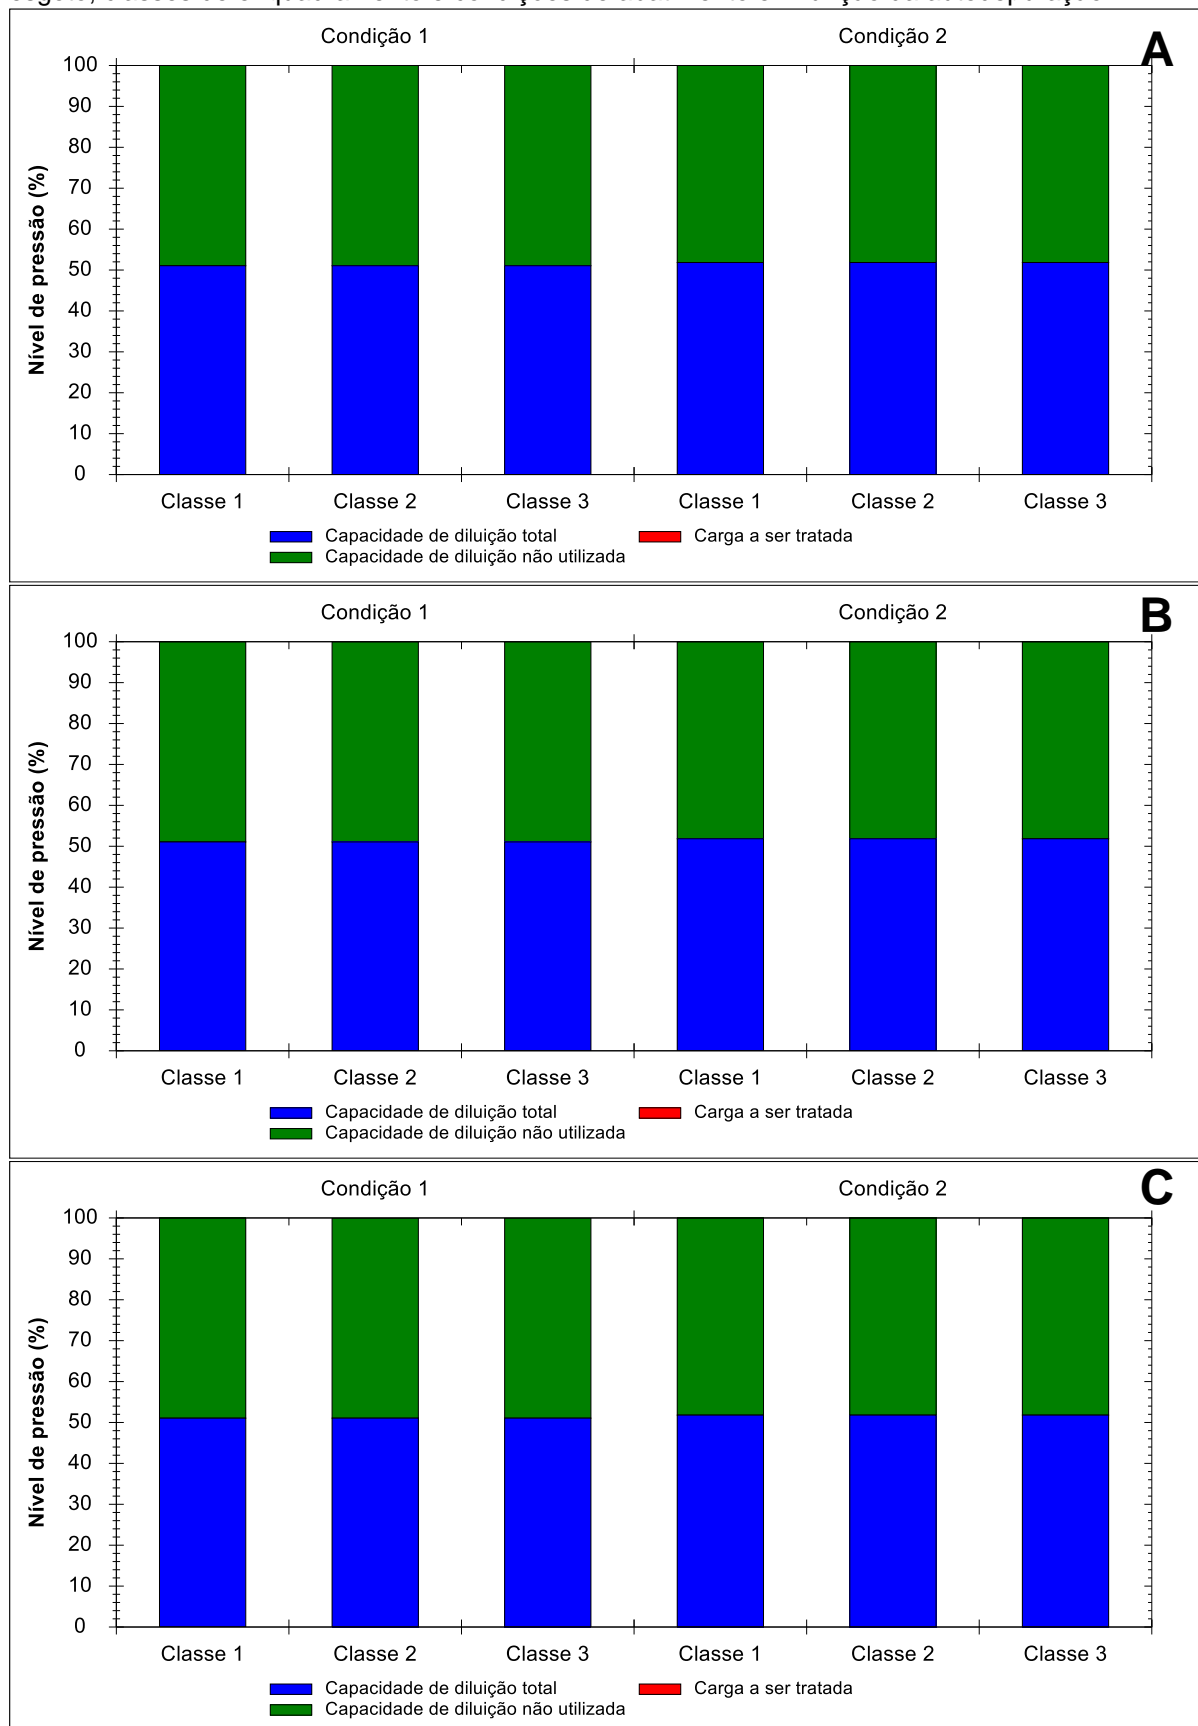 Condição 1 Condição 2 A
100
90
80
70
60
50
40
30
20
10
0
Nível de pressão (%)
Classe 1 Classe 2 Classe 3 Classe 1 Classe 2 Classe 3
Capacidade de diluição total Carga a ser tratada
Capacidade de diluição não utilizada
Condição 1 Condição 2 B
100
90
80
70
60
50
40
30
20
10
0
Nível de pressão (%)
Classe 1 Classe 2 Classe 3 Classe 1 Classe 2 Classe 3
Capacidade de diluição total Carga a ser tratada
Capacidade de diluição não utilizada
Condição 1 Condição 2 C
100
90
80
70
60
50
40
30
20
10
0
Nível de pressão (%)
Classe 1 Classe 2 Classe 3 Classe 1 Classe 2 Classe 3
Capacidade de diluição total Carga a ser tratada
Capacidade de diluição não utilizada